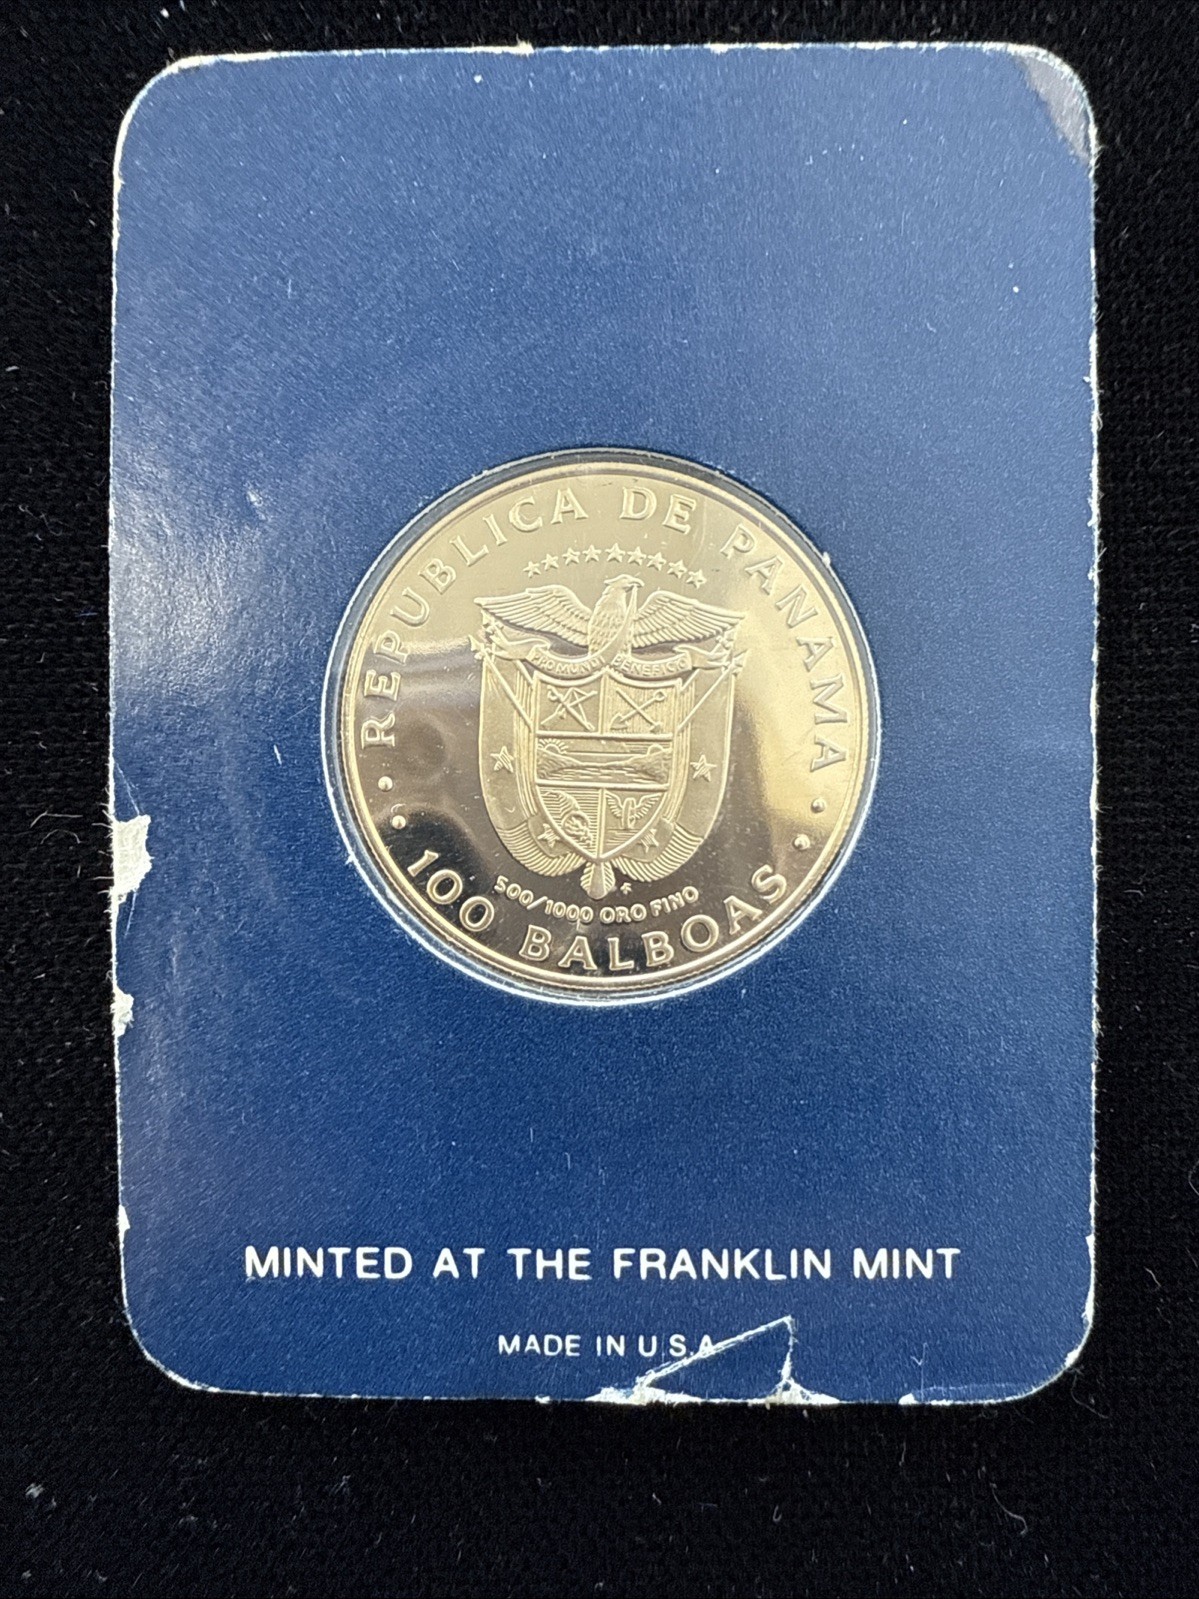 REPUBLICA DE PANAMA
PRO MUNDI BENEFICIO
500/1000 ORO FINO
100 BALBOAS
MINTED AT THE FRANKLIN MINT
MADE IN U.S.A.